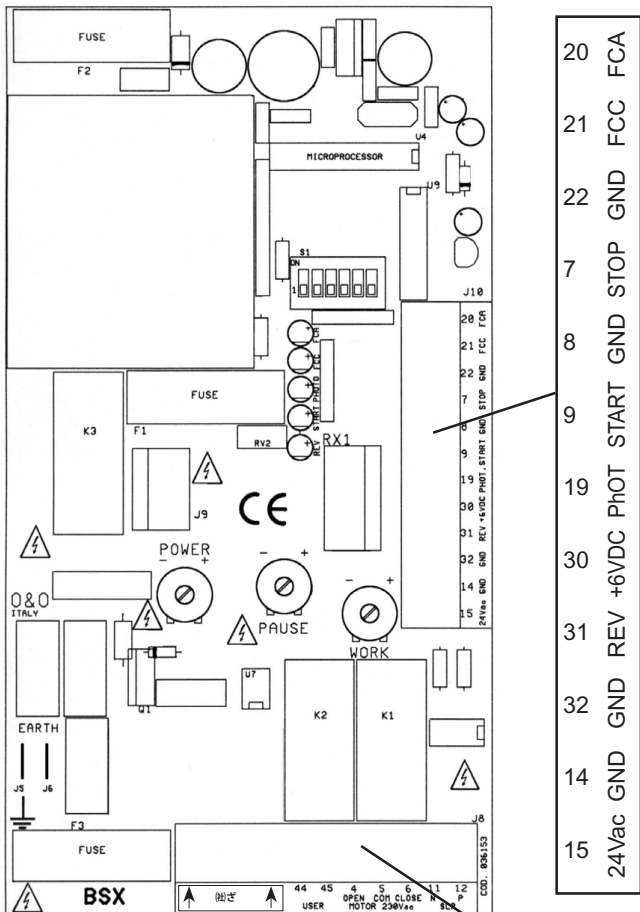 FUSE
F2
U4
MICROPROCESSOR
U9
S1
ON
1
J10
FCA
FCC
PHOTO
START
REV
20 FCA
21 FCC
22 GND
7 STOP
8 GND
9 START
19 PHOT.
30 +6VDC
31 REV
32 GND
14 GND
15 24Vac
K3
FUSE
F1
RV2
RX1
J9
CE
POWER
- +
PAUSE
- +
WORK
- +
O&O
ITALY
Q1
U7
K2
K1
EARTH
J5 J6
F3
FUSE
J8
BSX
44 45 4 5 6 11 12
OPEN COM CLOSE N P
USER MOTOR 230Vac
COD. 036153
20 FCA
21 FCC
22 GND
7 STOP
8 GND
9 START
19 PhOT
30 +6VDC
31 REV
32 GND
14 GND
15 24Vac